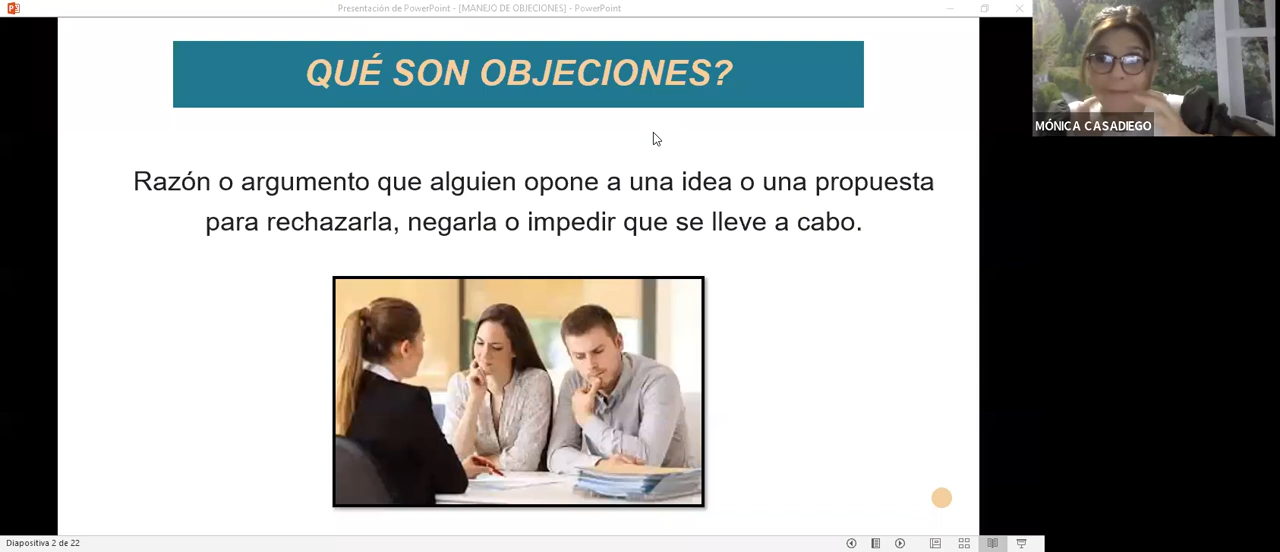 Presentación de PowerPoint - [MANEJO DE OBJECIONES] - PowerPoint
QUÉ SON OBJECIONES?
MÓNICA CASADIEGO
Razón o argumento que alguien opone a una idea o una propuesta
para rechazarla, negarla o impedir que se lleve a cabo.
Diapositiva 2 de 22